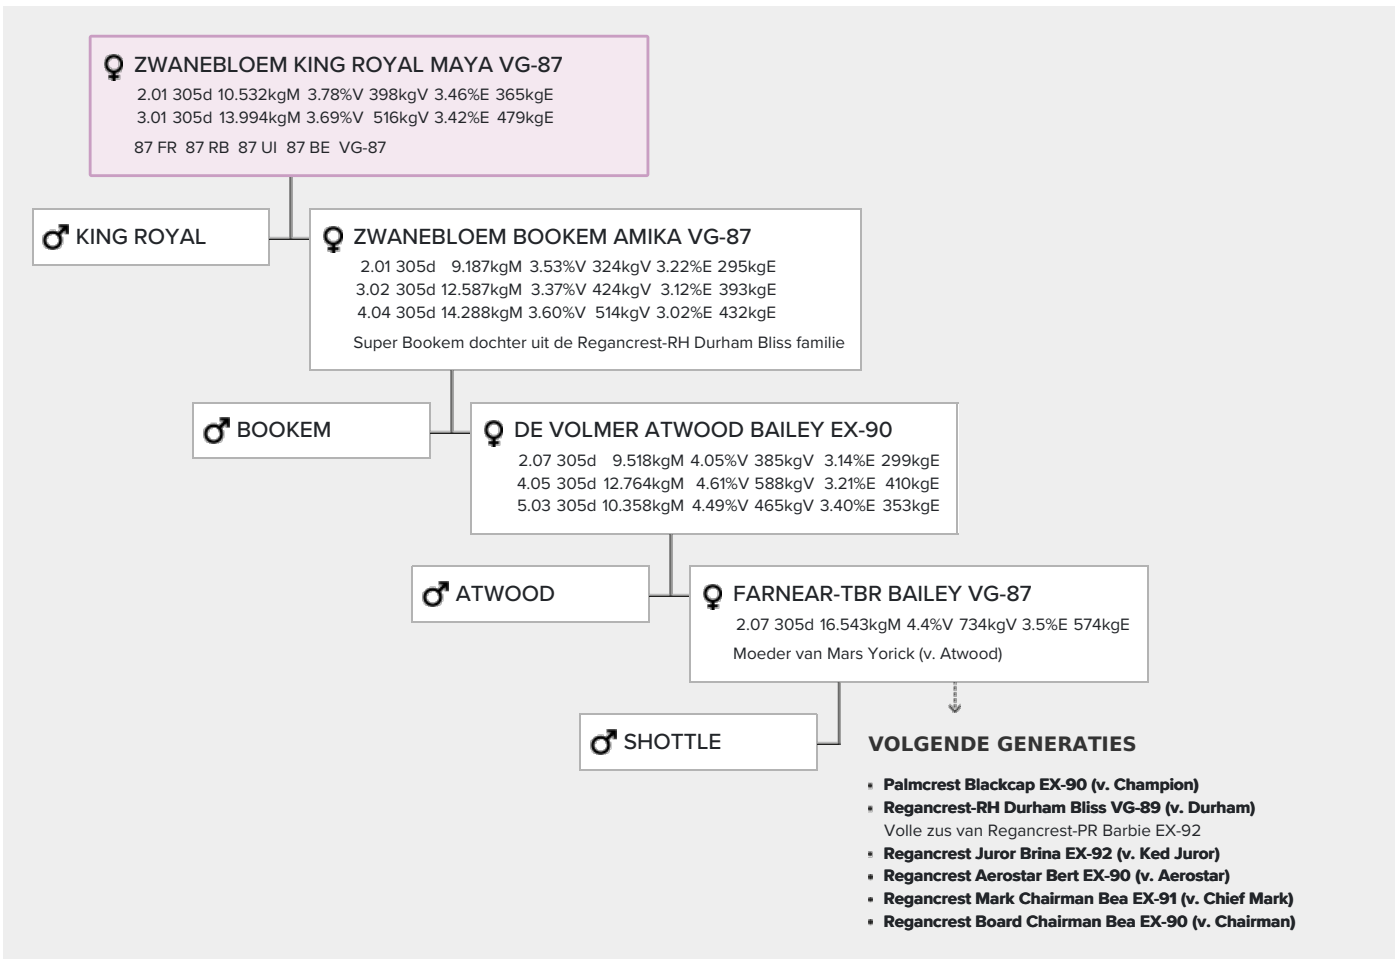 ZWANEBLOEM KING ROYAL MAYA VG-87
2.01 305d 10.532kgM 3.78%V 398kgV 3.46%E 365kgE
3.01 305d 13.994kgM 3.69%V 516kgV 3.42%E 479kgE
87 FR 87 RB 87 UI 87 BE VG-87
KING ROYAL
ZWANEBLOEM BOOKEM AMIKA VG-87
2.01 305d 9.187kgM 3.53%V 324kgV 3.22%E 295kgE
3.02 305d 12.587kgM 3.37%V 424kgV 3.12%E 393kgE
4.04 305d 14.288kgM 3.60%V 514kgV 3.02%E 432kgE
Super Bookem dochter uit de Regancrest-RH Durham Bliss familie
BOOKEM
DE VOLMER ATWOOD BAILEY EX-90
2.07 305d 9.518kgM 4.05%V 385kgV 3.14%E 299kgE
4.05 305d 12.764kgM 4.61%V 588kgV 3.21%E 410kgE
5.03 305d 10.358kgM 4.49%V 465kgV 3.40%E 353kgE
ATWOOD
FARNEAR-TBR BAILEY VG-87
2.07 305d 16.543kgM 4.4%V 734kgV 3.5%E 574kgE
Moeder van Mars Yorick (v. Atwood)
SHOTTLE
VOLGENDE GENERATIES
• Palmcrest Blackcap EX-90 (v. Champion)
• Regancrest-RH Durham Bliss VG-89 (v. Durham)
Volle zus van Regancrest-PR Barbie EX-92
• Regancrest Juror Brina EX-92 (v. Ked Juror)
• Regancrest Aerostar Bert EX-90 (v. Aerostar)
• Regancrest Mark Chairman Bea EX-91 (v. Chief Mark)
• Regancrest Board Chairman Bea EX-90 (v. Chairman)